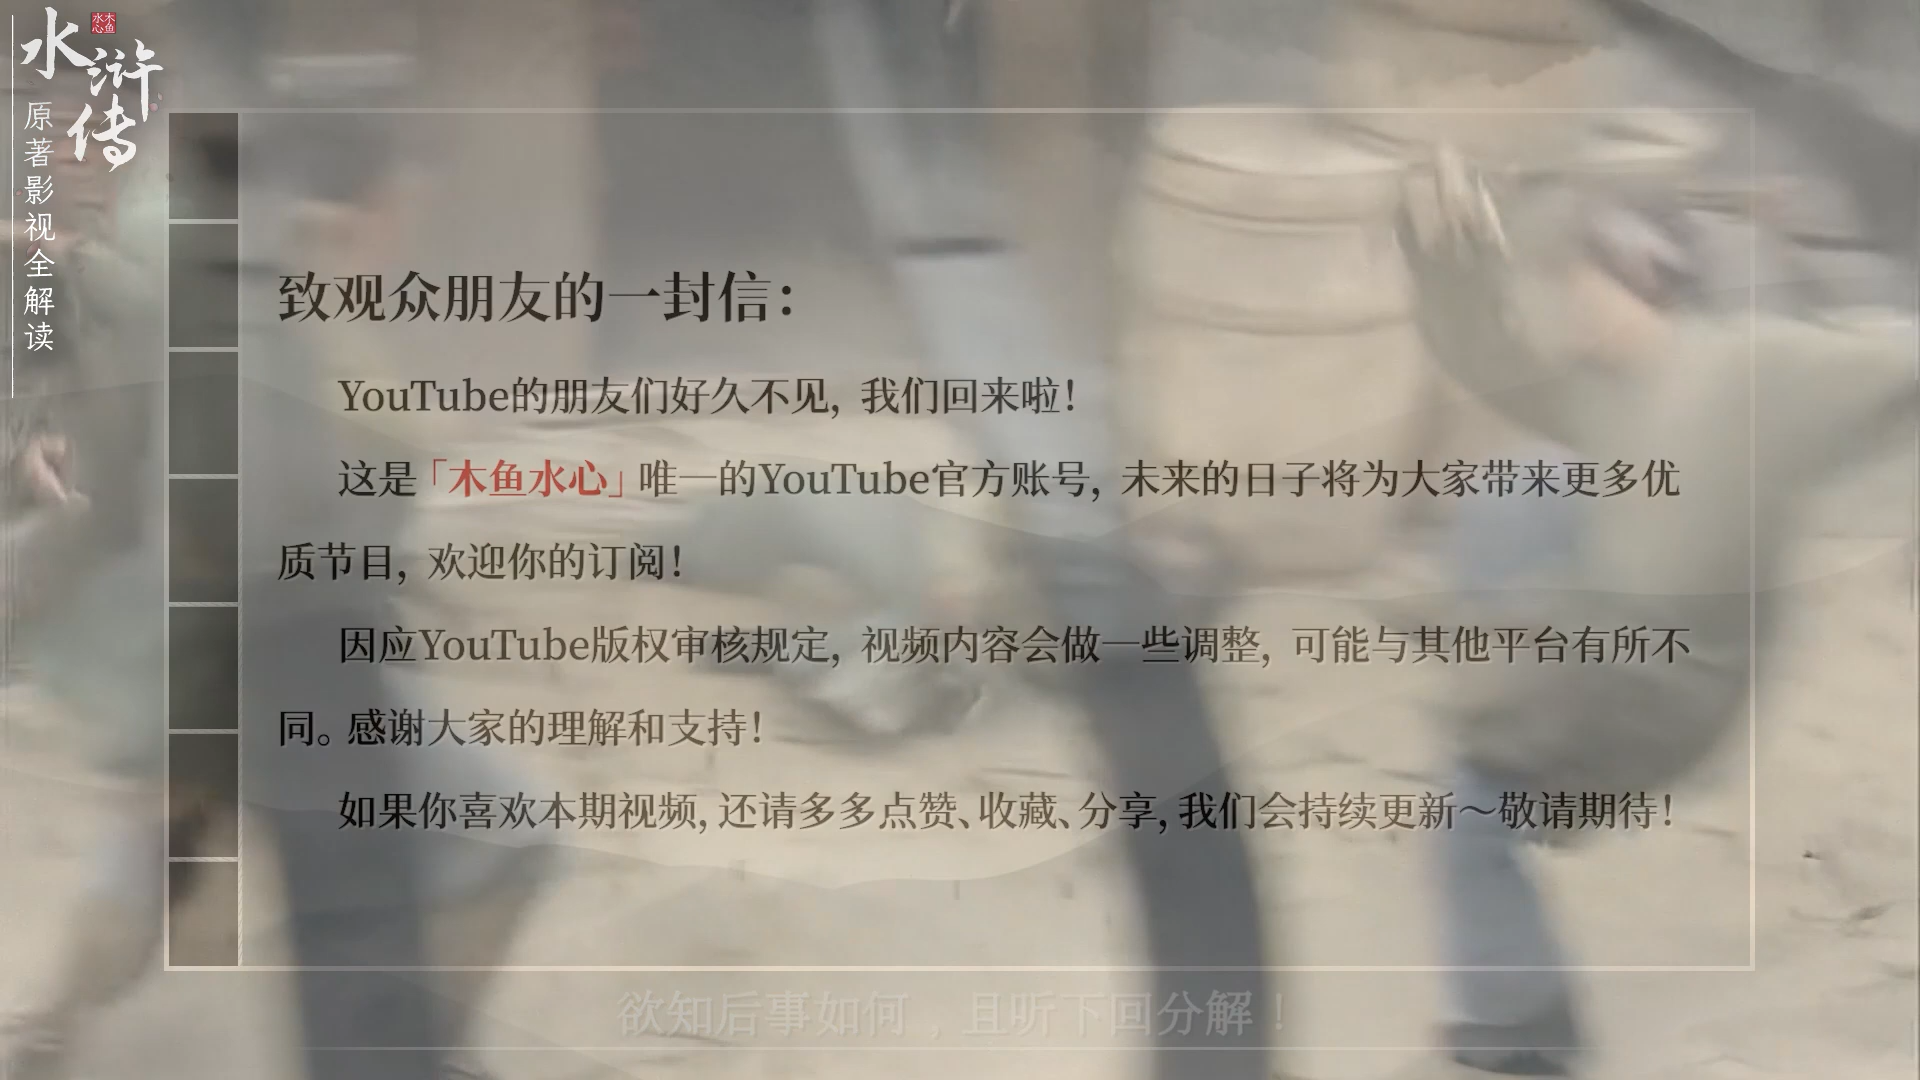 水浒传
木鱼水心
原著影视全解读
致观众朋友的一封信：
YouTube的朋友们好久不见，我们回来啦！
这是「木鱼水心」唯一的YouTube官方账号，未来的日子将为大家带来更多优
质节目，欢迎你的订阅！
因应YouTube版权审核规定，视频内容会做一些调整，可能与其他平台有所不
同。感谢大家的理解和支持！
如果你喜欢本期视频，还请多多点赞、收藏、分享，我们会持续更新～敬请期待！
欲知后事如何，且听下回分解！